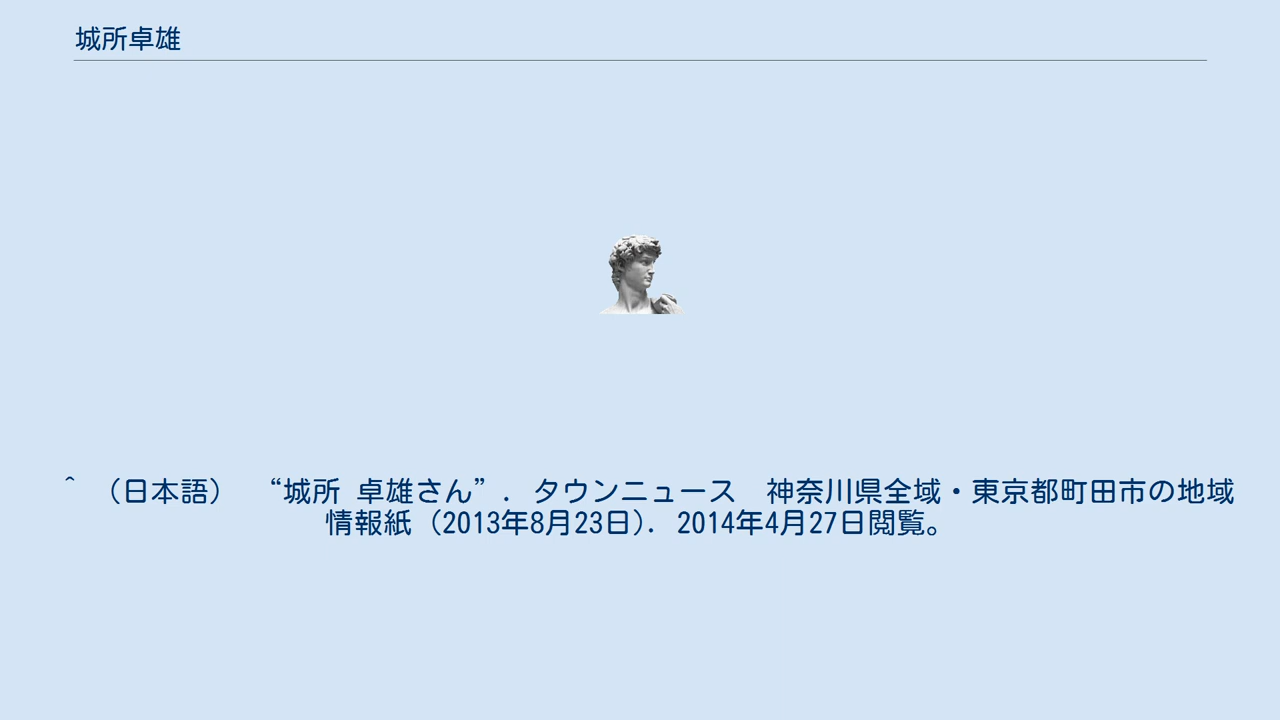 城所卓雄
^ （日本語） “城所 卓雄さん”. タウンニュース　神奈川県全域・東京都町田市の地域
情報紙 (2013年8月23日). 2014年4月27日閲覧。